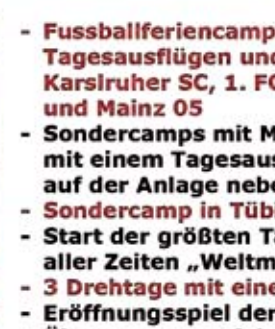 - Fussballferiencamp
Tagesausflügen und
Karlsruher SC, 1. FC
und Mainz 05
- Sondercamps mit M
mit einem Tagesaus
auf der Anlage nebe
- Sondercamp in Tüb
- Start der größten T
aller Zeiten „Weltm
- 3 Drehtage mit eine
- Eröffnungsspiel der